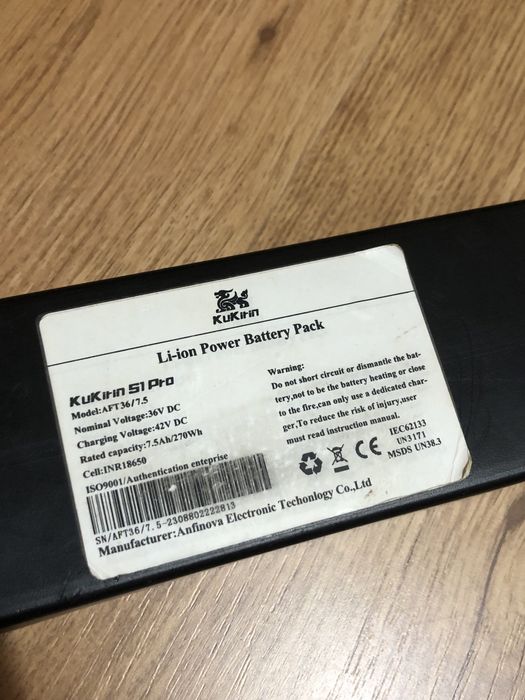 KuKirin
Li-ion Power Battery Pack
KuKirin S1 Pro
Model:AFT36/7.5
Nominal Voltage:36V DC
Charging Voltage:42V DC
Rated capacity:7.5Ah/270Wh
Cell:INR18650
ISO9001/Authentication enteprise
SN/AFT36/7.5-2308802222813
Manufacturer:Anfinova Electronic Techonlogy Co.,Ltd
Warning:
Do not short circuit or dismantle the bat-
tery,not to be the battery heating or close
to the fire,can only use a dedicated char-
ger,To reduce the risk of injury,user
must read instruction manual.
CE
IEC62133
UN3171
MSDS UN38.3